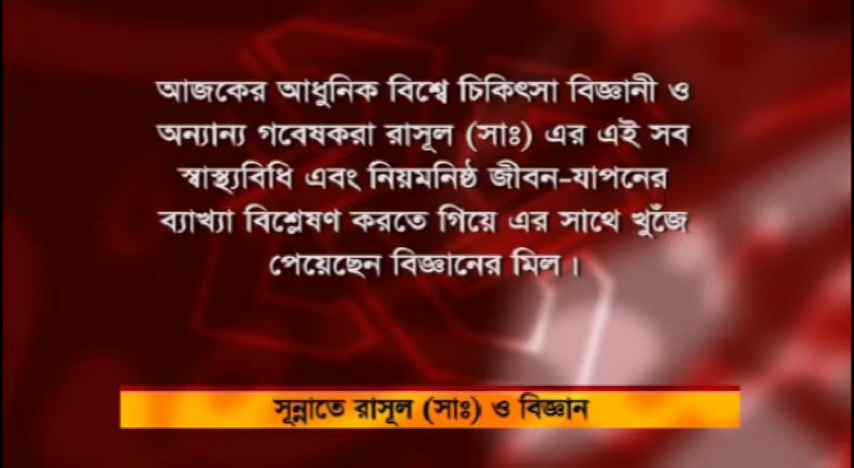 আজকের আধুনিক বিশ্বে চিকিৎসা বিজ্ঞানী ও
অন্যান্য গবেষকরা রাসূল (সাঃ) এর এই সব
স্বাস্থ্যবিধি এবং নিয়মনিষ্ঠ জীবন-যাপনের
ব্যাখ্যা বিশ্লেষণ করতে গিয়ে এর সাথে খুঁজে
পেয়েছেন বিজ্ঞানের মিল।
সূন্নাতে রাসূল (সাঃ) ও বিজ্ঞান